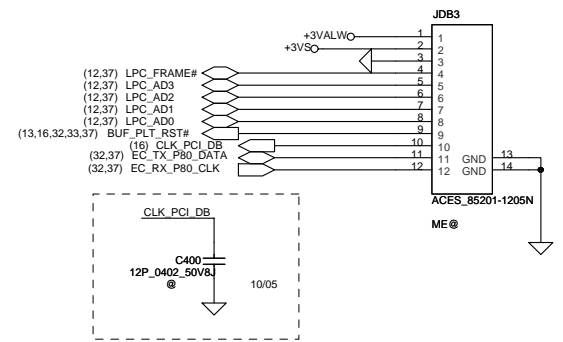 JDB3
+3VALW 1 1
+3VS 2 2
3 3
(12,37) LPC_FRAME# 4 4
(12,37) LPC_AD3 5 5
(12,37) LPC_AD2 6 6
(12,37) LPC_AD1 7 7
(12,37) LPC_AD0 8 8
(13,16,32,33,37) BUF_PLT_RST# 9 9
(16) CLK_PCI_DB 10 10
(32,37) EC_TX_P80_DATA 11 11 GND 13
(32,37) EC_RX_P80_CLK 12 12 GND 14
ACES_85201-1205N
ME@
CLK_PCI_DB
C400
12P_0402_50V8J
@ 10/05